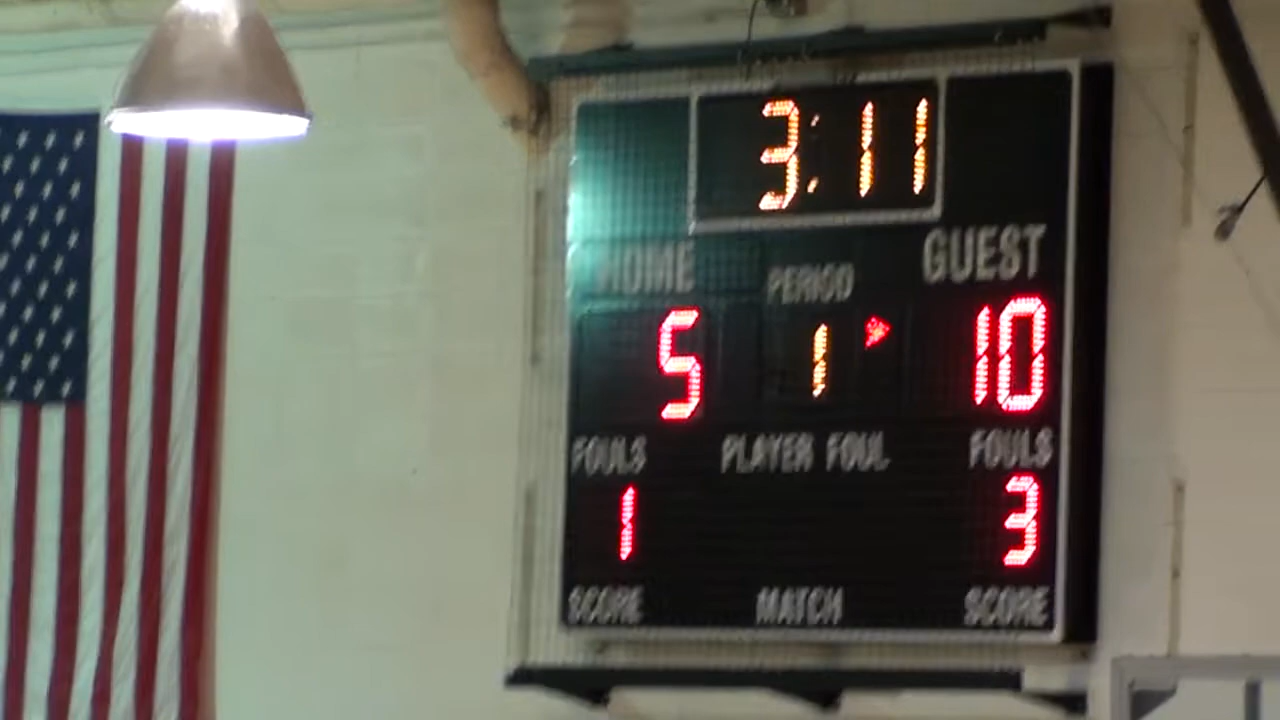 3:11
HOME PERIOD GUEST
5 1 10
FOULS PLAYER FOUL FOULS
1 3
SCORE MATCH SCORE